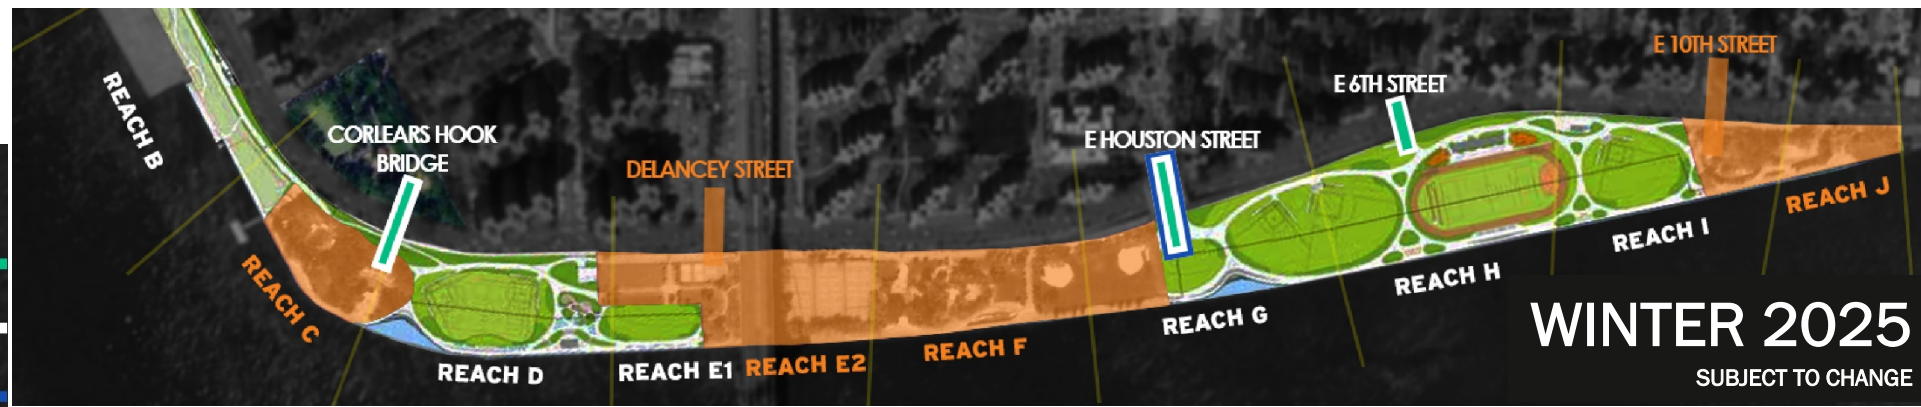 REACH B
CORLEARS HOOK
BRIDGE
REACH C
DELANCEY STREET
REACH D
REACH E1
REACH E2
REACH F
E HOUSTON STREET
REACH G
E 6TH STREET
REACH H
REACH I
E 10TH STREET
REACH J
WINTER 2025
SUBJECT TO CHANGE